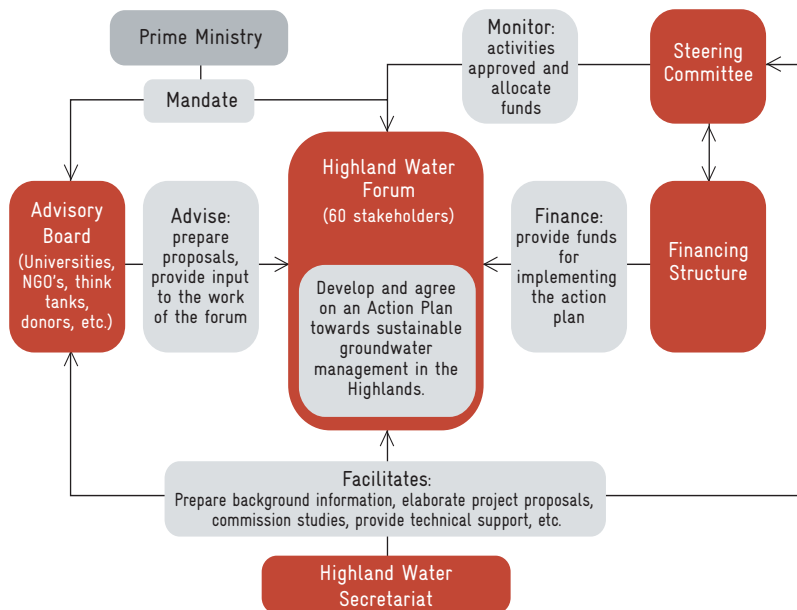 Prime Ministry
Mandate
Monitor:
activities
approved and
allocate
funds
Steering
Committee
Advisory
Board
(Universities,
NGO's, think
tanks,
donors, etc.)
Advise:
prepare
proposals,
provide input
to the work
of the forum
Highland Water
Forum
(60 stakeholders)
Develop and agree
on an Action Plan
towards sustainable
groundwater
management in the
Highlands.
Finance:
provide funds
for
implementing
the action
plan
Financing
Structure
Facilitates:
Prepare background information, elaborate project proposals,
commission studies, provide technical support, etc.
Highland Water
Secretariat